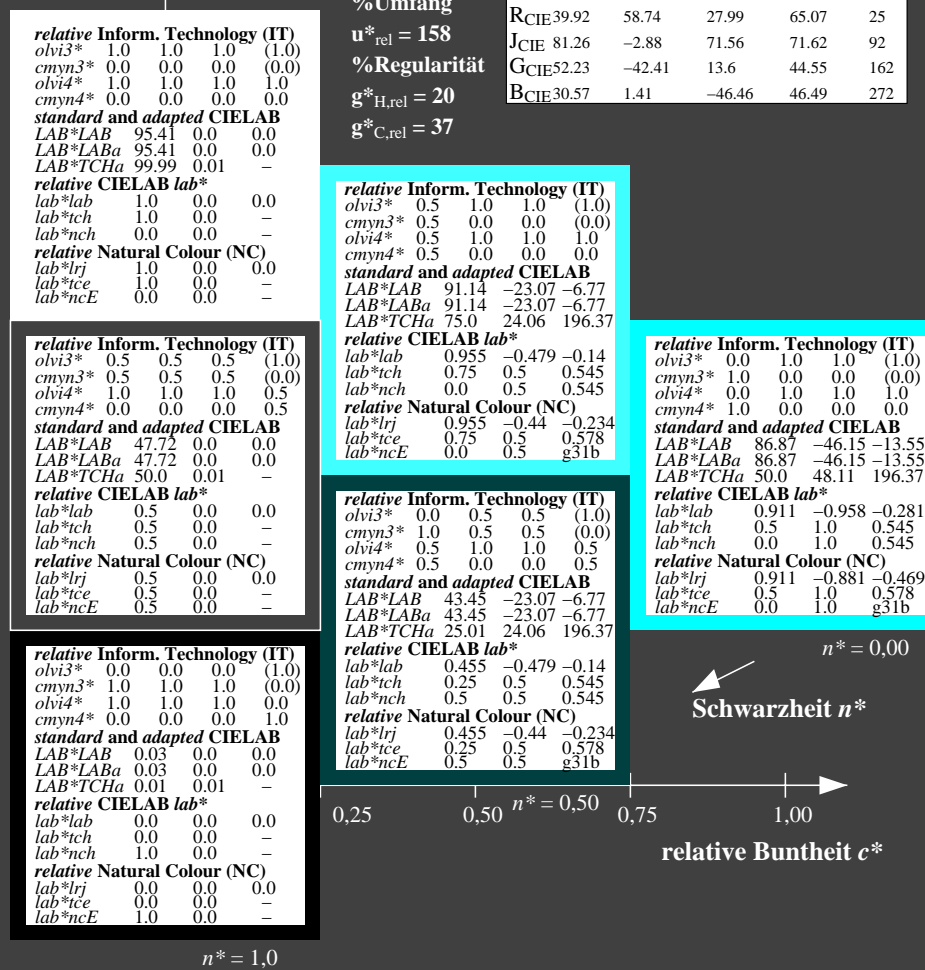 %Umfang
u*rel = 158
%Regularität
g*H,rel = 20
g*C,rel = 37
RCIE 39.92 58.74 27.99 65.07 25
JCIE 81.26 −2.88 71.56 71.62 92
GCIE 52.23 −42.41 13.6 44.55 162
BCIE 30.57 1.41 −46.46 46.49 272
relative Inform. Technology (IT)
olvi3* 1.0 1.0 1.0 (1.0)
cmyn3* 0.0 0.0 0.0 (0.0)
olvi4* 1.0 1.0 1.0 1.0
cmyn4* 0.0 0.0 0.0 0.0
standard and adapted CIELAB
LAB*LAB 95.41 0.0 0.0
LAB*LABa 95.41 0.0 0.0
LAB*TCHa 99.99 0.01 –
relative CIELAB lab*
lab*lab 1.0 0.0 0.0
lab*tch 1.0 0.0 –
lab*nch 0.0 0.0 –
relative Natural Colour (NC)
lab*lrj 1.0 0.0 0.0
lab*tce 1.0 0.0 –
lab*ncE 0.0 0.0 –
relative Inform. Technology (IT)
olvi3* 0.5 1.0 1.0 (1.0)
cmyn3* 0.5 0.0 0.0 (0.0)
olvi4* 0.5 1.0 1.0 1.0
cmyn4* 0.5 0.0 0.0 0.0
standard and adapted CIELAB
LAB*LAB 91.14 −23.07 −6.77
LAB*LABa 91.14 −23.07 −6.77
LAB*TCHa 75.0 24.06 196.37
relative CIELAB lab*
lab*lab 0.955 −0.479 −0.14
lab*tch 0.75 0.5 0.545
lab*nch 0.0 0.5 0.545
relative Natural Colour (NC)
lab*lrj 0.955 −0.44 −0.234
lab*tce 0.75 0.5 0.578
lab*ncE 0.0 0.5 g31b
relative Inform. Technology (IT)
olvi3* 0.5 0.5 0.5 (1.0)
cmyn3* 0.5 0.5 0.5 (0.0)
olvi4* 1.0 1.0 1.0 0.5
cmyn4* 0.0 0.0 0.0 0.5
standard and adapted CIELAB
LAB*LAB 47.72 0.0 0.0
LAB*LABa 47.72 0.0 0.0
LAB*TCHa 50.0 0.01 –
relative CIELAB lab*
lab*lab 0.5 0.0 0.0
lab*tch 0.5 0.0 –
lab*nch 0.5 0.0 –
relative Natural Colour (NC)
lab*lrj 0.5 0.0 0.0
lab*tce 0.5 0.0 –
lab*ncE 0.5 0.0 –
relative Inform. Technology (IT)
olvi3* 0.0 1.0 1.0 (1.0)
cmyn3* 1.0 0.0 0.0 (0.0)
olvi4* 0.0 1.0 1.0 1.0
cmyn4* 1.0 0.0 0.0 0.0
standard and adapted CIELAB
LAB*LAB 86.87 −46.15 −13.55
LAB*LABa 86.87 −46.15 −13.55
LAB*TCHa 50.0 48.11 196.37
relative CIELAB lab*
lab*lab 0.911 −0.958 −0.281
lab*tch 0.5 1.0 0.545
lab*nch 0.0 1.0 0.545
relative Natural Colour (NC)
lab*lrj 0.911 −0.881 −0.469
lab*tce 0.5 1.0 0.578
lab*ncE 0.0 1.0 g31b
relative Inform. Technology (IT)
olvi3* 0.0 0.5 0.5 (1.0)
cmyn3* 1.0 0.5 0.5 (0.0)
olvi4* 0.5 1.0 1.0 0.5
cmyn4* 0.5 0.0 0.0 0.5
standard and adapted CIELAB
LAB*LAB 43.45 −23.07 −6.77
LAB*LABa 43.45 −23.07 −6.77
LAB*TCHa 25.01 24.06 196.37
relative CIELAB lab*
lab*lab 0.455 −0.479 −0.14
lab*tch 0.25 0.5 0.545
lab*nch 0.5 0.5 0.545
relative Natural Colour (NC)
lab*lrj 0.455 −0.44 −0.234
lab*tce 0.25 0.5 0.578
lab*ncE 0.5 0.5 g31b
relative Inform. Technology (IT)
olvi3* 0.0 0.0 0.0 (1.0)
cmyn3* 1.0 1.0 1.0 (0.0)
olvi4* 1.0 1.0 1.0 0.0
cmyn4* 0.0 0.0 0.0 1.0
standard and adapted CIELAB
LAB*LAB 0.03 0.0 0.0
LAB*LABa 0.03 0.0 0.0
LAB*TCHa 0.01 0.01 –
relative CIELAB lab*
lab*lab 0.0 0.0 0.0
lab*tch 0.0 0.0 –
lab*nch 1.0 0.0 –
relative Natural Colour (NC)
lab*lrj 0.0 0.0 0.0
lab*tce 0.0 0.0 –
lab*ncE 1.0 0.0 –
n* = 0,00
Schwarzheit n*
n* = 0,50
0,25 0,50 0,75 1,00
relative Buntheit c*
n* = 1,0